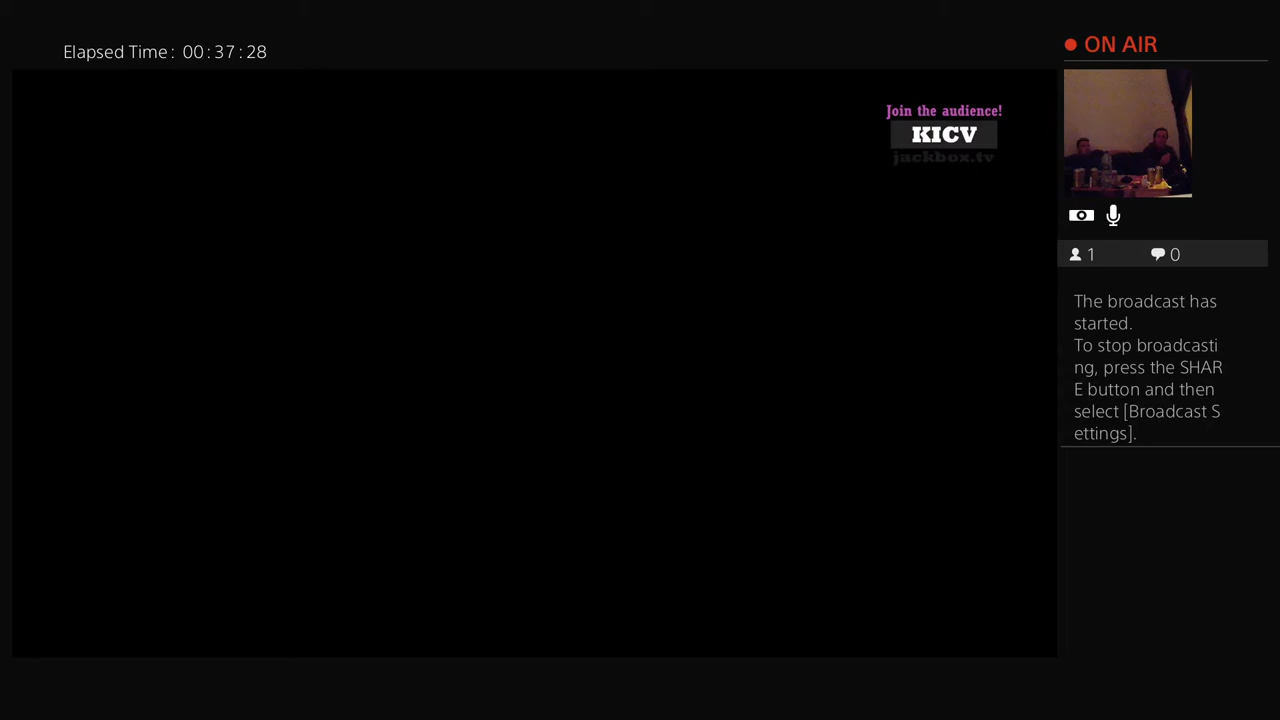 Elapsed Time: 00:37:28
ON AIR
Join the audience!
KICV
jackbox.tv
1
0
The broadcast has
started.
To stop broadcasti
ng, press the SHAR
E button and then
select [Broadcast S
ettings].